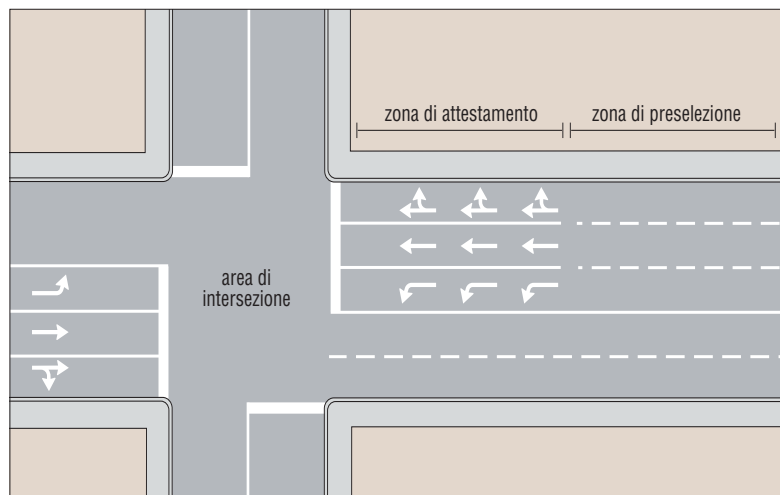 zona di attestamento
zona di preselezione
area di
intersezione